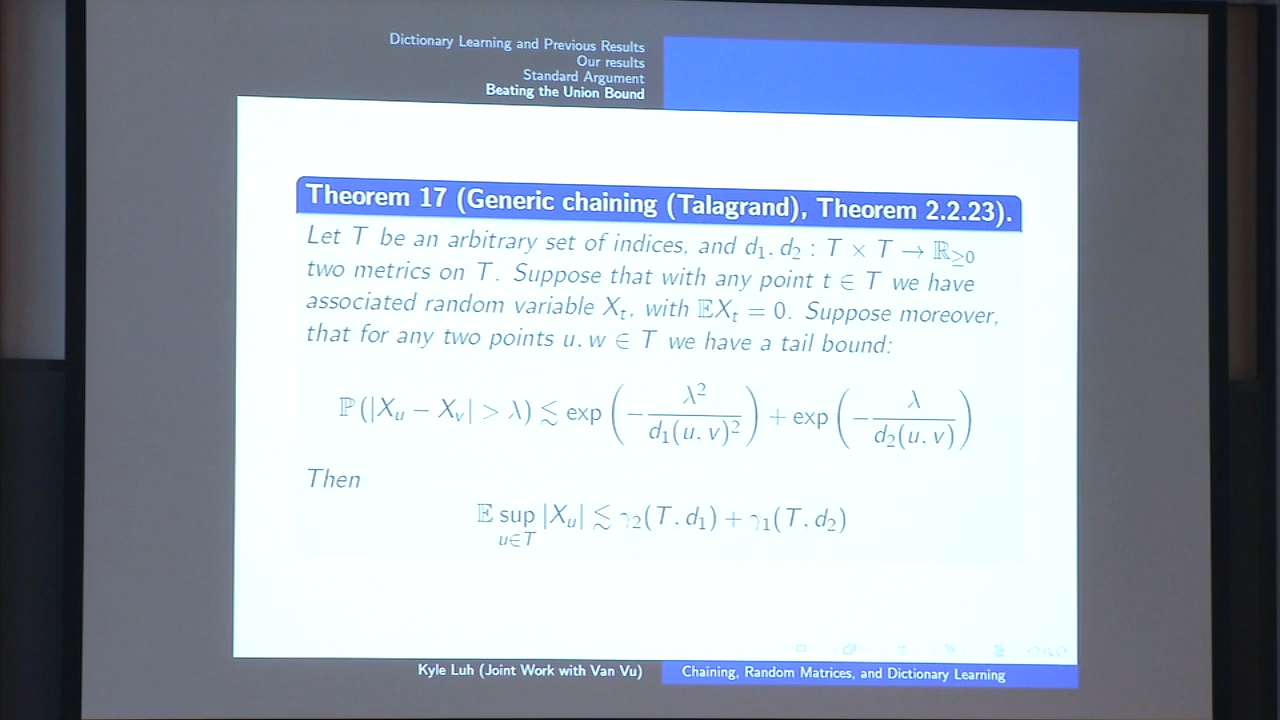 Dictionary Learning and Previous Results
Our results
Standard Argument
Beating the Union Bound
Theorem 17 (Generic chaining (Talagrand), Theorem 2.2.23).
Let T be an arbitrary set of indices, and d₁, d₂ : T × T → ℝ≥0
two metrics on T. Suppose that with any point t ∈ T we have
associated random variable Xₜ, with 𝔼Xₜ = 0. Suppose moreover,
that for any two points u, w ∈ T we have a tail bound:
ℙ(|Xᵤ − Xᵥ| > λ) ≲ exp(−λ²/d₁(u, v)²) + exp(−λ/d₂(u, v))
Then
𝔼 sup_{u∈T} |Xᵤ| ≲ γ₂(T, d₁) + γ₁(T, d₂)
Kyle Luh (Joint Work with Van Vu)
Chaining, Random Matrices, and Dictionary Learning